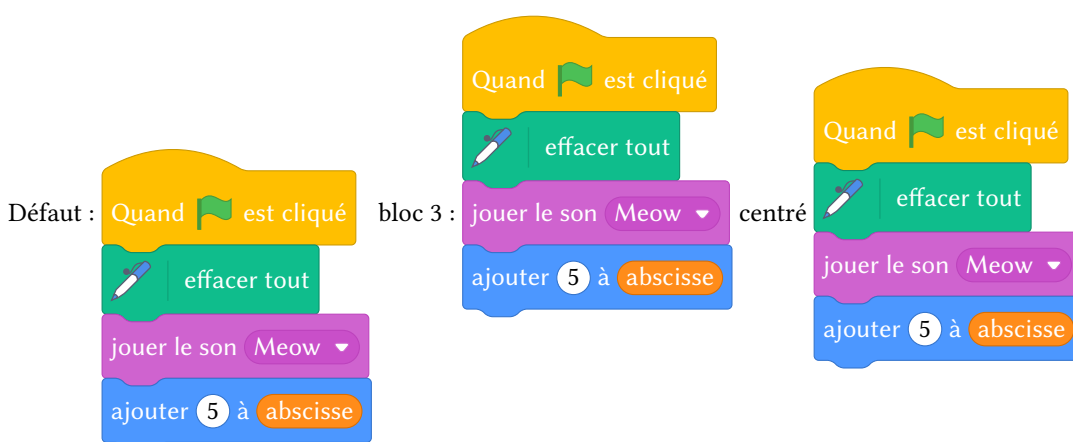 Défaut :
Quand est cliqué
effacer tout
jouer le son Meow
ajouter 5 à abscisse
bloc 3 :
Quand est cliqué
effacer tout
jouer le son Meow
ajouter 5 à abscisse
centré
Quand est cliqué
effacer tout
jouer le son Meow
ajouter 5 à abscisse